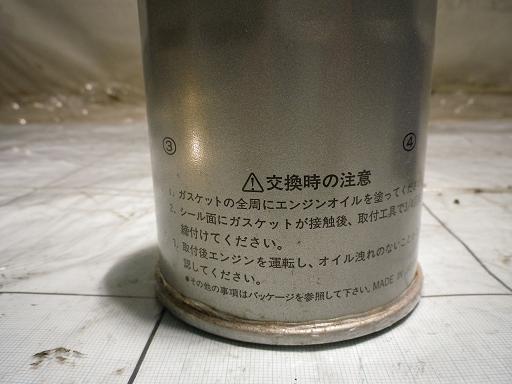 ③
④
⚠交換時の注意
1. ガスケットの全周にエンジンオイルを塗ってくださ
2. シール面にガスケットが接触後、取付工具で3/4
締付けてください。
3. 取付後エンジンを運転し、オイル洩れのないこと
認してください。
＊その他の事項はパッケージを参照して下さい。MADE IN